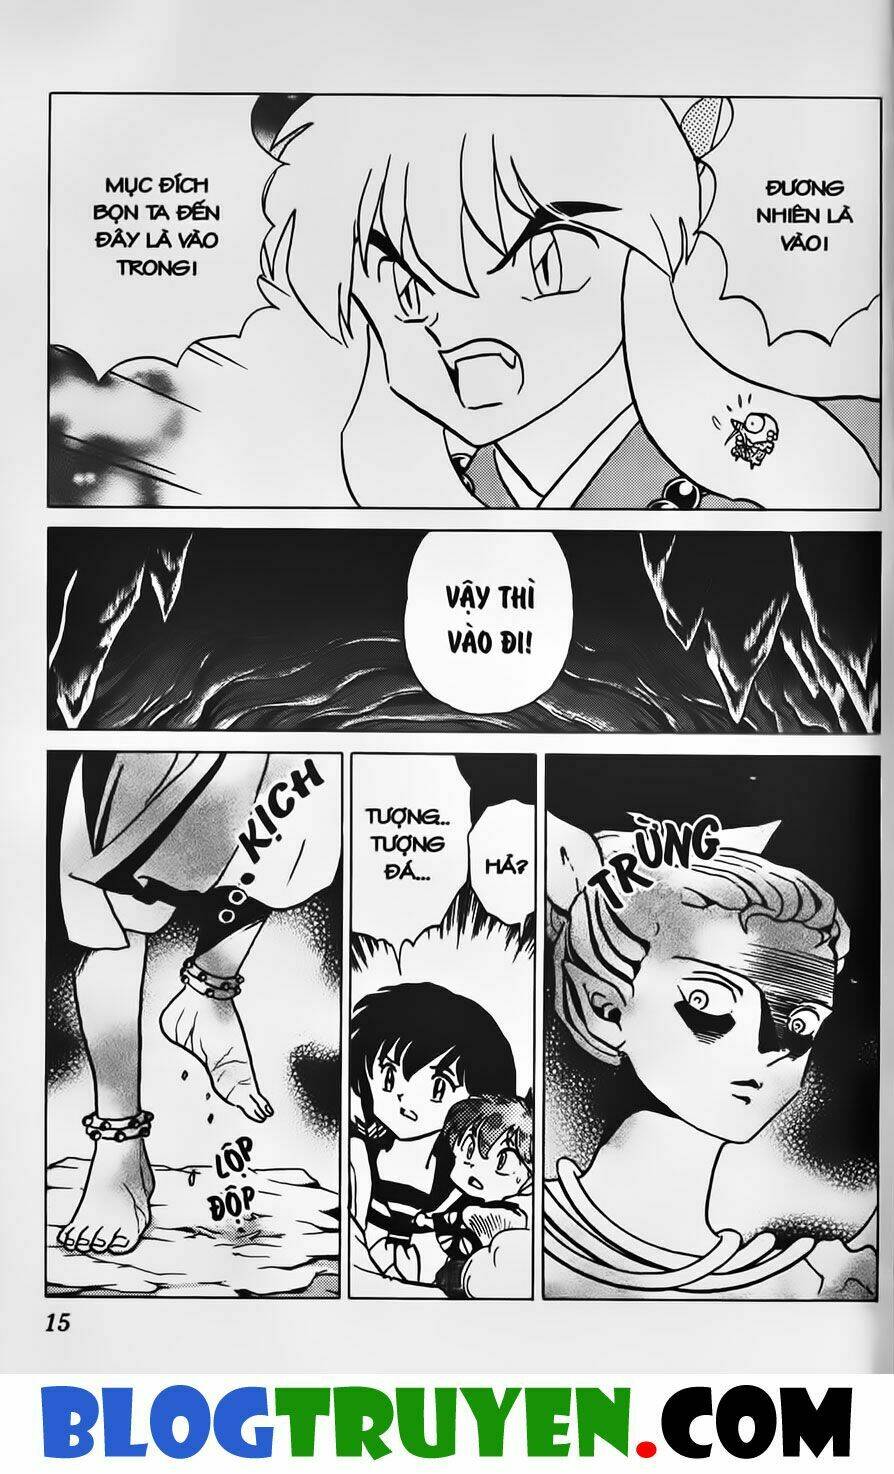 ĐƯƠNG
NHIÊN LÀ
VÀO!
MỤC ĐÍCH
BỌN TA ĐẾN
ĐÂY LÀ VÀO
TRONG!
VẬY THÌ
VÀO ĐI!
TRỪNG
HẢ?
TƯỢNG..
TƯỢNG
ĐÁ...
KỊCH
LỘP
ĐỘP
15
BLOGTRUYEN.COM